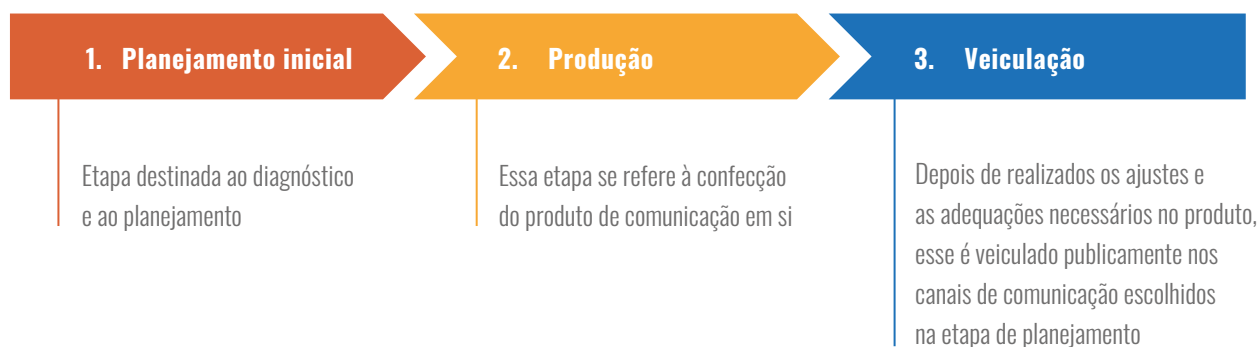 1. Planejamento inicial
Etapa destinada ao diagnóstico
e ao planejamento
2. Produção
Essa etapa se refere à confecção
do produto de comunicação em si
3. Veiculação
Depois de realizados os ajustes e
as adequações necessários no produto,
esse é veiculado publicamente nos
canais de comunicação escolhidos
na etapa de planejamento